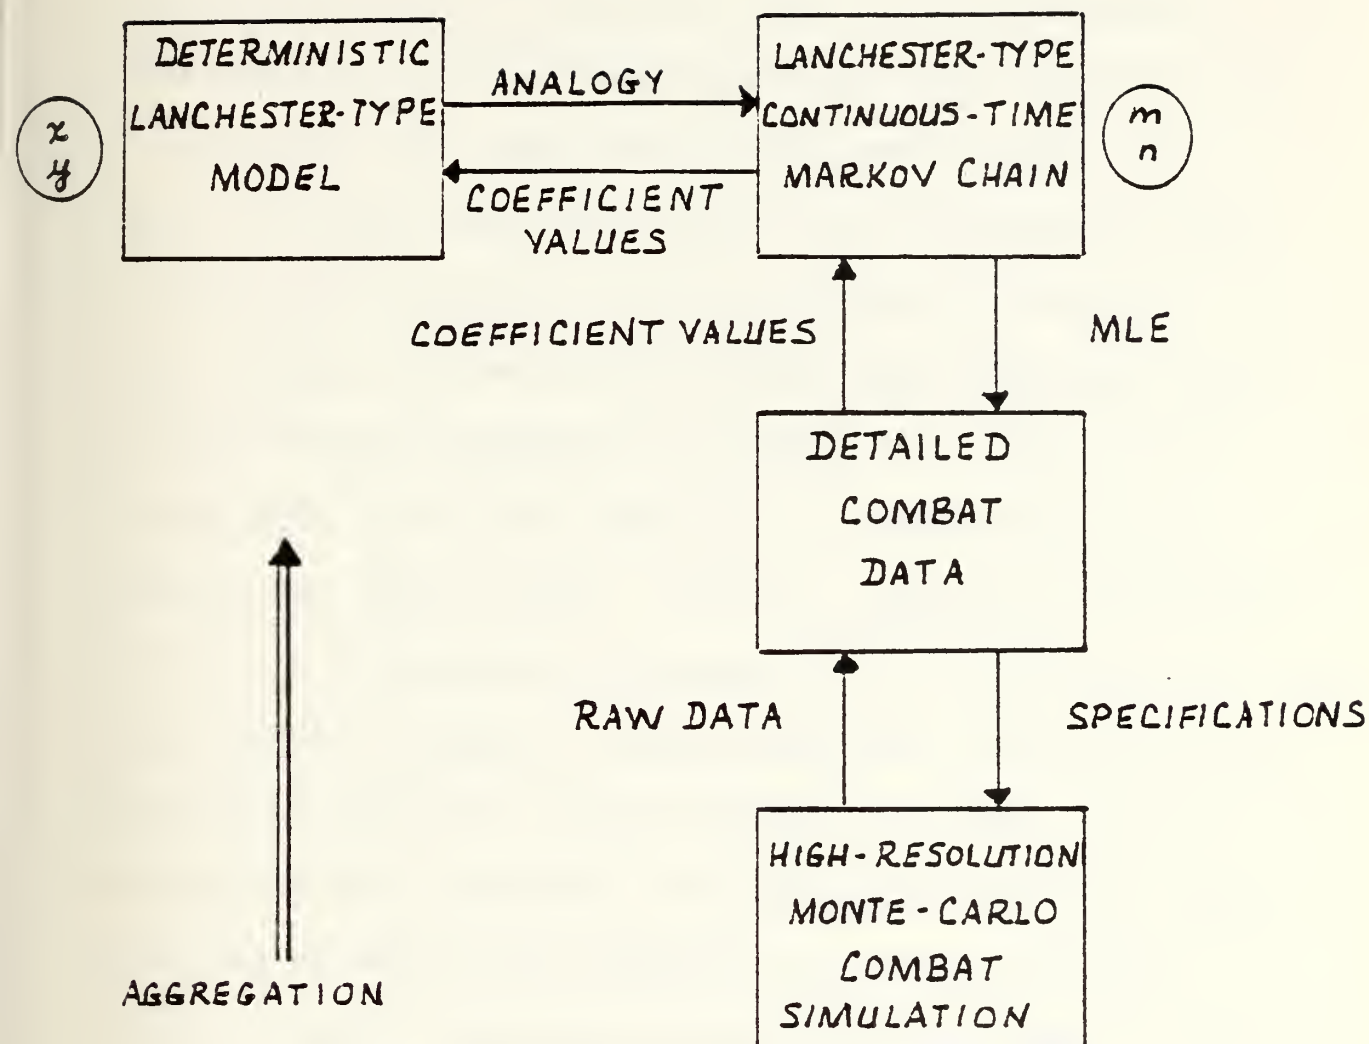 DETERMINISTIC
LANCHESTER-TYPE
MODEL
x
y
ANALOGY
COEFFICIENT
VALUES
LANCHESTER-TYPE
CONTINUOUS-TIME
MARKOV CHAIN
m
n
COEFFICIENT VALUES
MLE
DETAILED
COMBAT
DATA
RAW DATA
SPECIFICATIONS
HIGH-RESOLUTION
MONTE-CARLO
COMBAT
SIMULATION
AGGREGATION